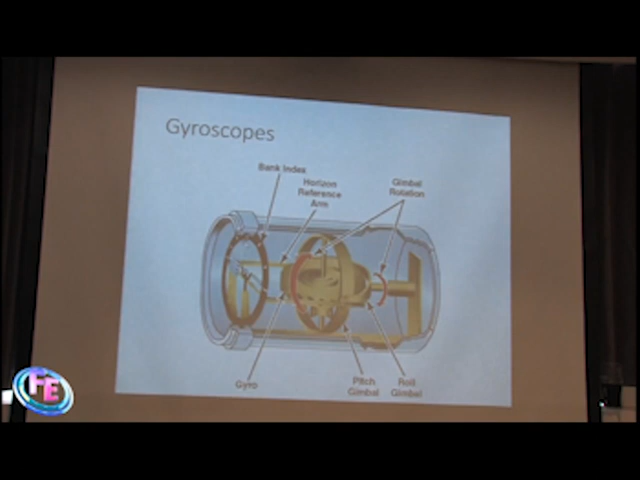 Gyroscopes
Bank Index
Horizon
Reference
Arm
Gimbal
Rotation
Gyro
Pitch
Gimbal
Roll
Gimbal
FE